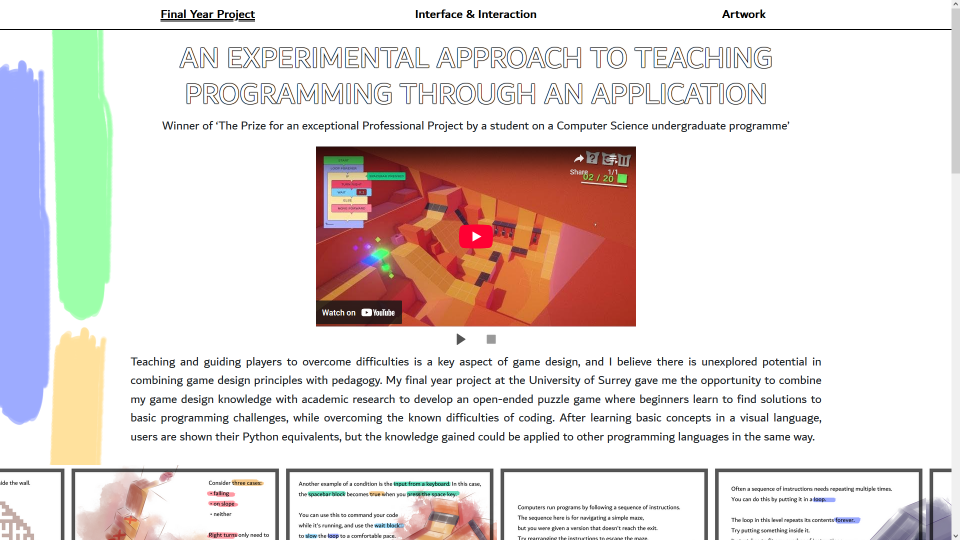 Final Year Project
Interface & Interaction
Artwork
AN EXPERIMENTAL APPROACH TO TEACHING
PROGRAMMING THROUGH AN APPLICATION
Winner of ‘The Prize for an exceptional Professional Project by a student on a Computer Science undergraduate programme’
Share
1/1
02 / 20
Watch on YouTube
Teaching and guiding players to overcome difficulties is a key aspect of game design, and I believe there is unexplored potential in
combining game design principles with pedagogy. My final year project at the University of Surrey gave me the opportunity to combine
my game design knowledge with academic research to develop an open-ended puzzle game where beginners learn to find solutions to
basic programming challenges, while overcoming the known difficulties of coding. After learning basic concepts in a visual language,
users are shown their Python equivalents, but the knowledge gained could be applied to other programming languages in the same way.
side the wall.
Consider three cases:
• falling
• on slope
• neither
Right turns only need to
Another example of a condition is the input from a keyboard. In this case,
the spacebar block becomes true when you press the space key.
You can use this to command your code
while it's running, and use the wait block
to slow the loop to a comfortable pace.
Computers run programs by following a sequence of instructions.
The sequence here is for navigating a simple maze,
but you were given a version that doesn't reach the exit.
Try rearranging the instructions to escape the maze.
Often a sequence of instructions needs repeating multiple times.
You can do this by putting it in a loop.
The loop in this level repeats its contents forever.
Try putting something inside it.